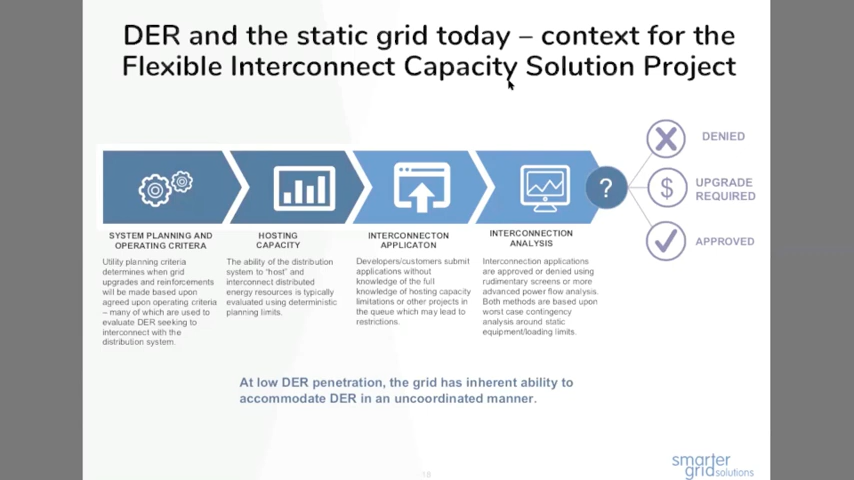 DER and the static grid today – context for the
Flexible Interconnect Capacity Solution Project
DENIED
?
$
UPGRADE
REQUIRED
APPROVED
SYSTEM PLANNING AND
OPERATING CRITERA
Utility planning criteria
determines when grid
upgrades and reinforcements
will be made based upon
agreed upon operating criteria
– many of which are used to
evaluate DER seeking to
interconnect with the
distribution system.
HOSTING
CAPACITY
The ability of the distribution
system to "host" and
interconnect distributed
energy resources is typically
evaluated using deterministic
planning limits.
INTERCONNECTON
APPLICATON
Developers/customers submit
applications without
knowledge of the full
knowledge of hosting capacity
limitations or other projects in
the queue which may lead to
restrictions.
INTERCONNECTION
ANALYSIS
Interconnection applications
are approved or denied using
rudimentary screens or more
advanced power flow analysis.
Both methods are based upon
worst case contingency
analysis around static
equipment/loading limits.
At low DER penetration, the grid has inherent ability to
accommodate DER in an uncoordinated manner.
18
smarter
gridsolutions